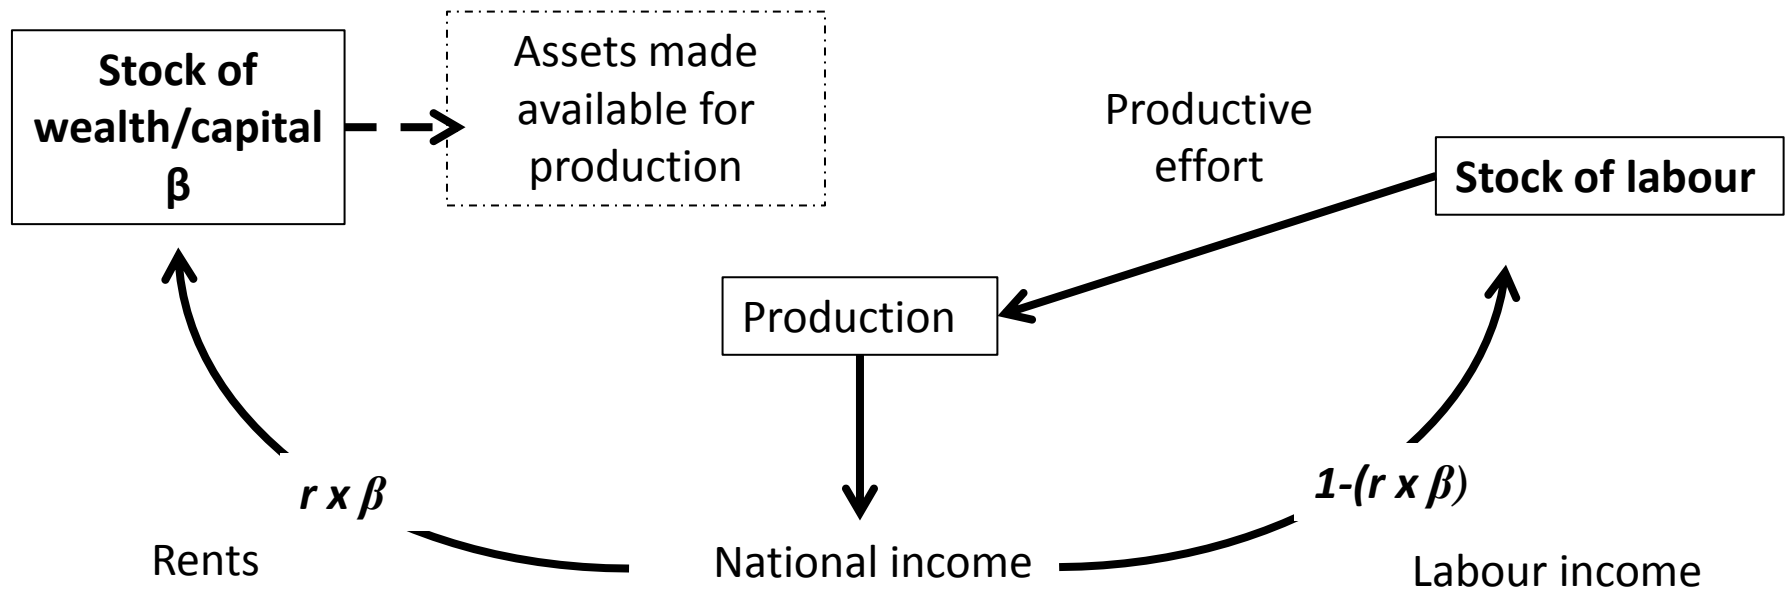 Stock of
wealth/capital
β
Assets made
available for
production
Productive
effort
Stock of labour
Production
r x β
1-(r x β)
Rents
National income
Labour income